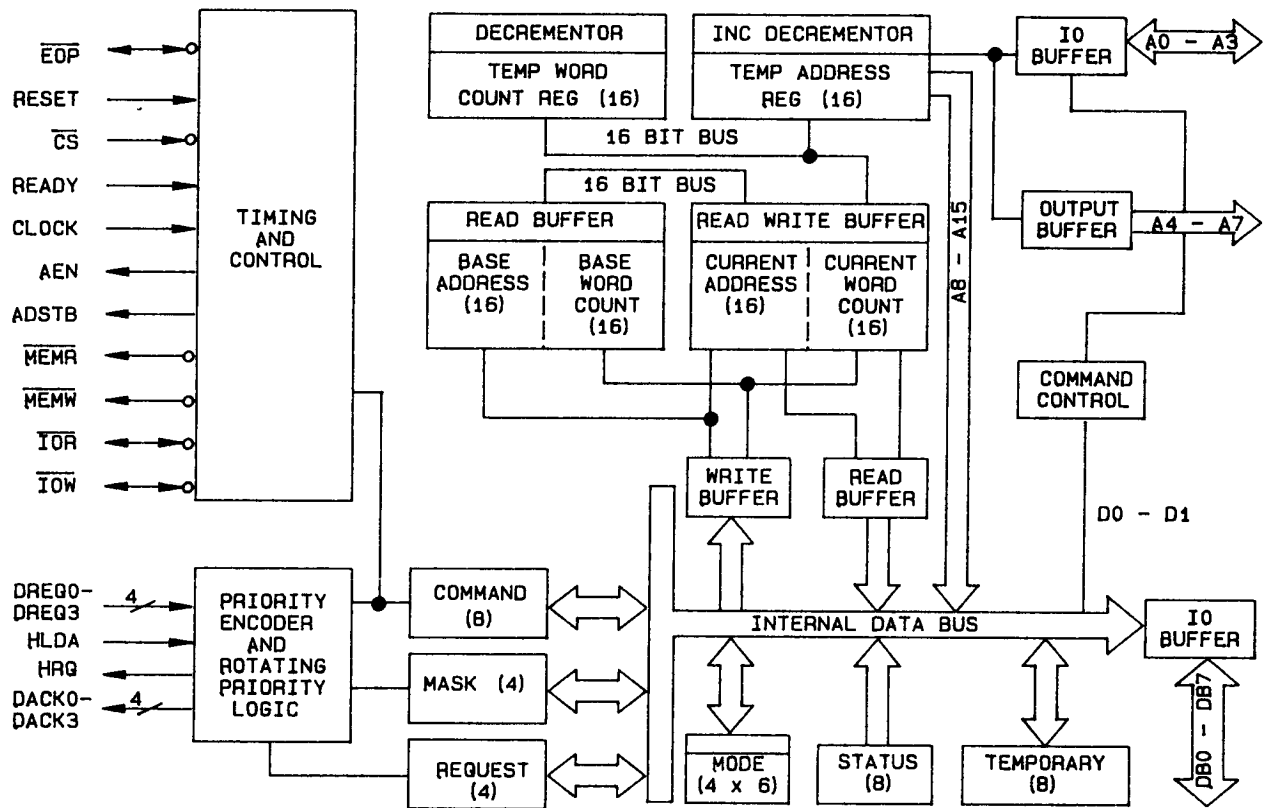 EOP
RESET
CS
READY
CLOCK
AEN
ADSTB
MEMR
MEMW
IOR
IOW
TIMING
AND
CONTROL
DREQ0-
DREQ3
4
HLDA
HRQ
DACK0-
DACK3
4
PRIORITY
ENCODER
AND
ROTATING
PRIORITY
LOGIC
DECREMENTOR
TEMP WORD
COUNT REG (16)
INC DECREMENTOR
TEMP ADDRESS
REG (16)
16 BIT BUS
16 BIT BUS
READ BUFFER
BASE
ADDRESS
(16)
BASE
WORD
COUNT
(16)
READ WRITE BUFFER
CURRENT
ADDRESS
(16)
CURRENT
WORD
COUNT
(16)
A8 - A15
IO
BUFFER
A0 - A3
OUTPUT
BUFFER
A4 - A7
COMMAND
CONTROL
WRITE
BUFFER
READ
BUFFER
D0 - D1
COMMAND
(8)
MASK (4)
REQUEST
(4)
INTERNAL DATA BUS
IO
BUFFER
DB0 - DB7
MODE
(4 x 6)
STATUS
(8)
TEMPORARY
(8)